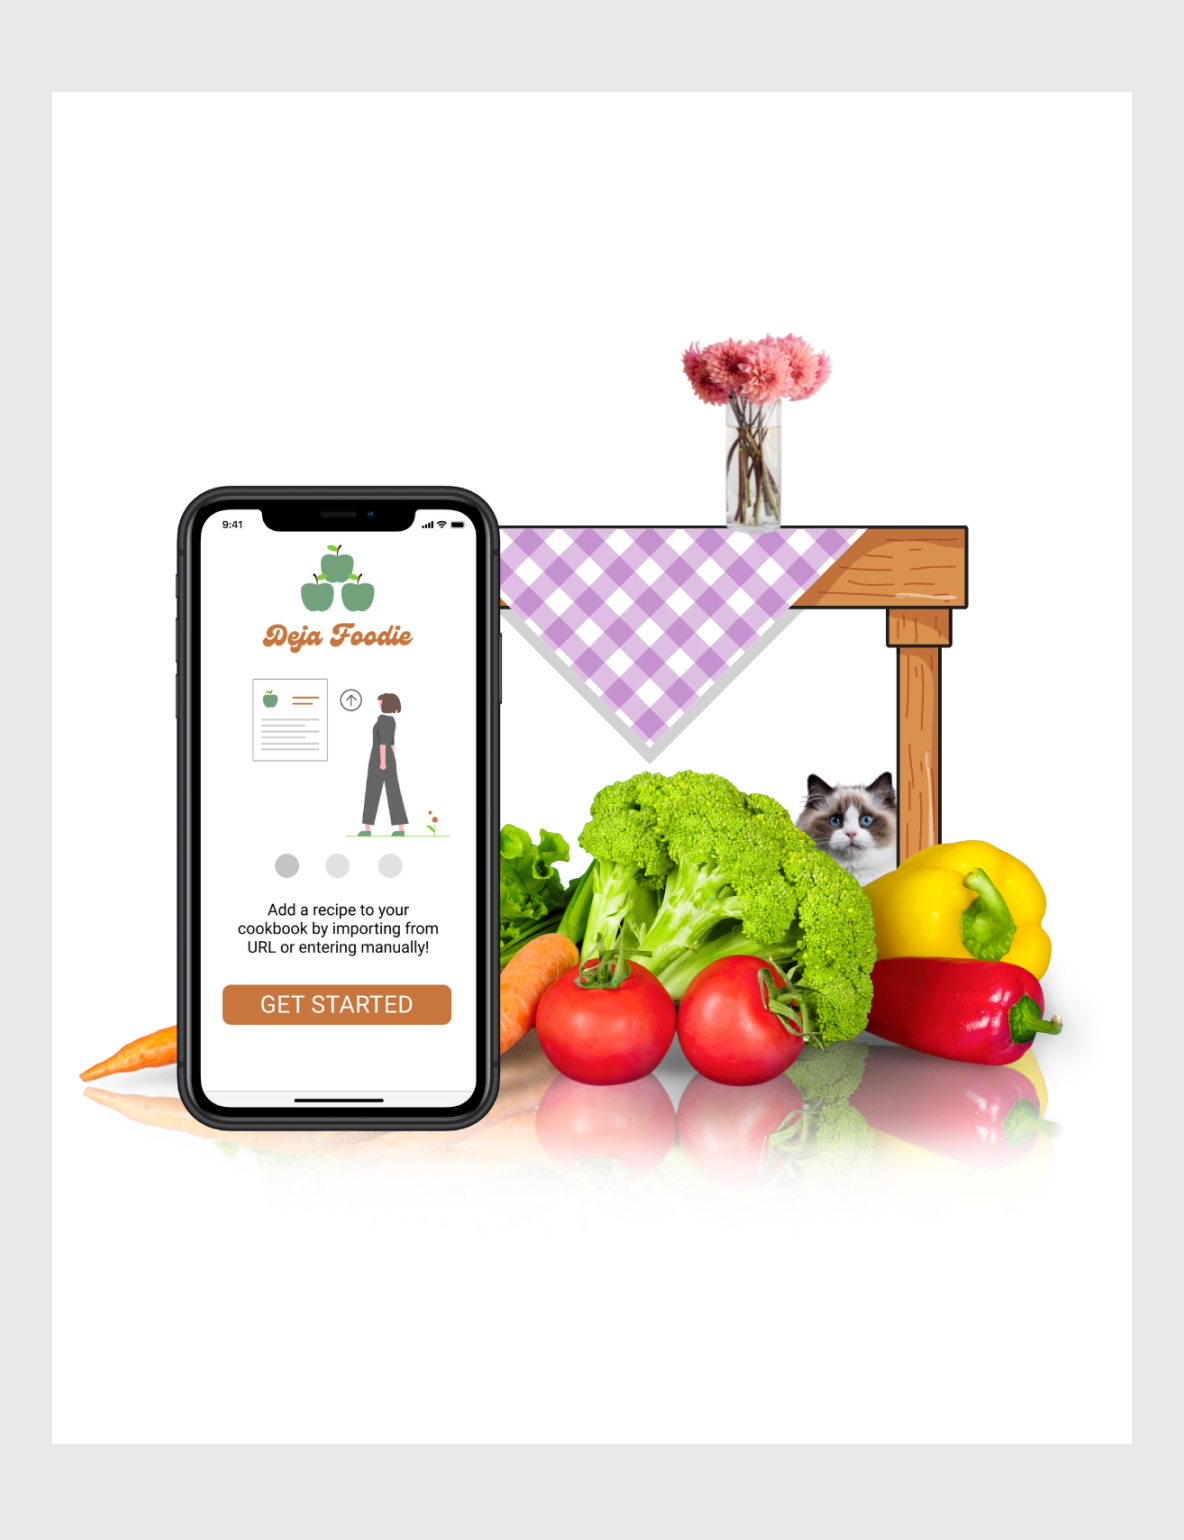 9:41
Deja Foodie
Add a recipe to your
cookbook by importing from
URL or entering manually!
GET STARTED